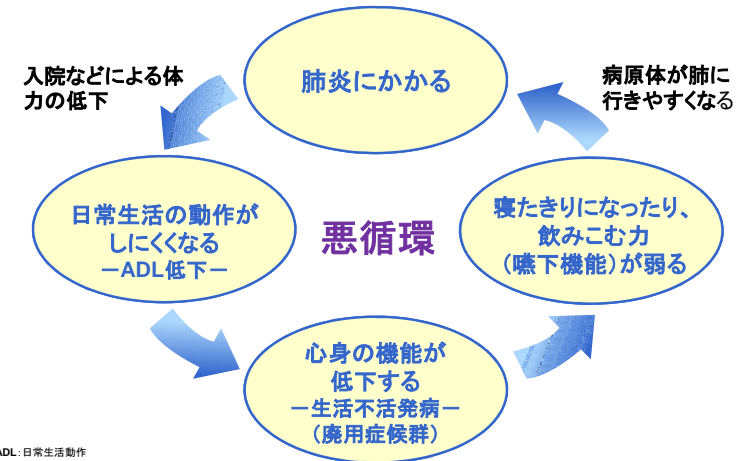 肺炎にかかる
入院などによる体
力の低下
病原体が肺に
行きやすくなる
日常生活の動作が
しにくくなる
－ADL低下－
悪循環
寝たきりになったり、
飲みこむ力
（嚥下機能）が弱る
心身の機能が
低下する
－生活不活発病－
（廃用症候群）
ADL：日常生活動作